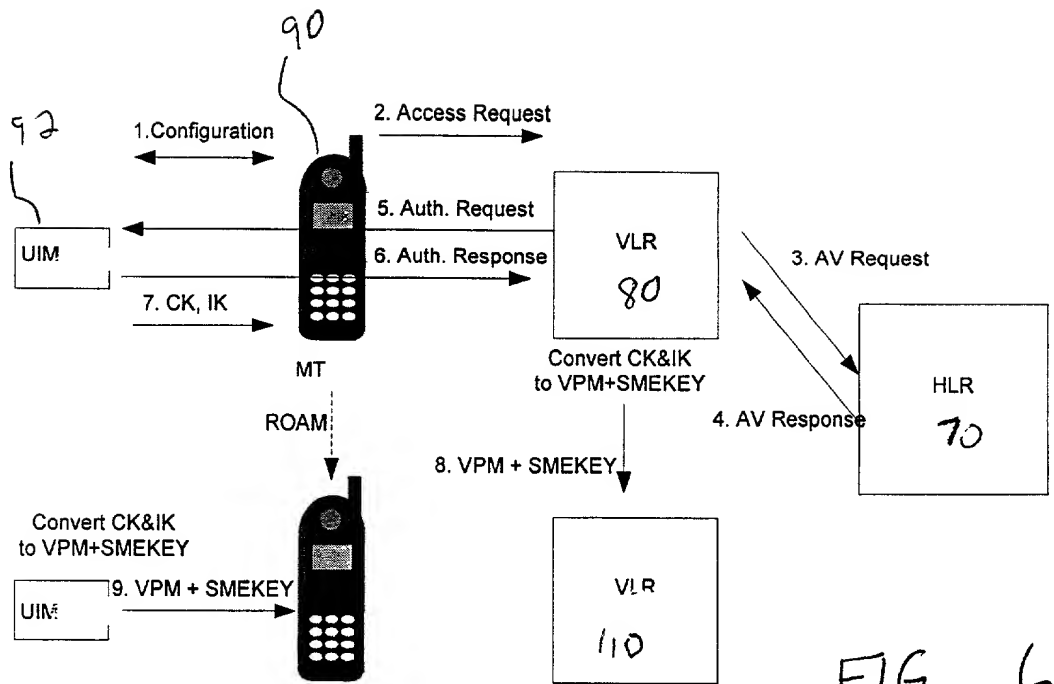 90
92
1.Configuration
2. Access Request
5. Auth. Request
UIM
6. Auth. Response
7. CK, IK
VLR
80
3. AV Request
MT
Convert CK&IK
to VPM+SMEKEY
HLR
4. AV Response
70
ROAM
8. VPM + SMEKEY
Convert CK&IK
to VPM+SMEKEY
9. VPM + SMEKEY
UIM
VLR
110
FIG. 6